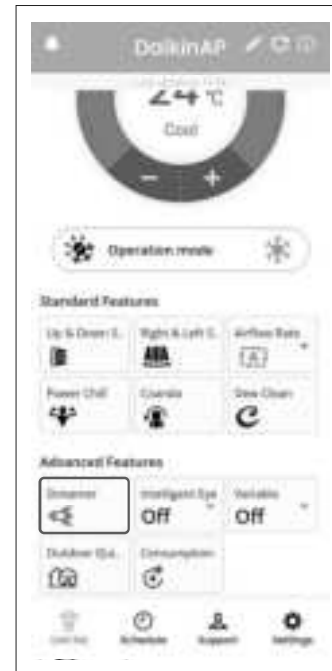 DaikinAP
24 °C
Cool
− +
Operation mode
Standard Features
Up & Down S.. Right & Left S.. Airflow Rate
[A]
Power Chill Coanda Dew Clean
Advanced Features
Streamer Intelligent Eye Variable
Off Off
Outdoor Qui.. Consumption
Schedule Support Settings